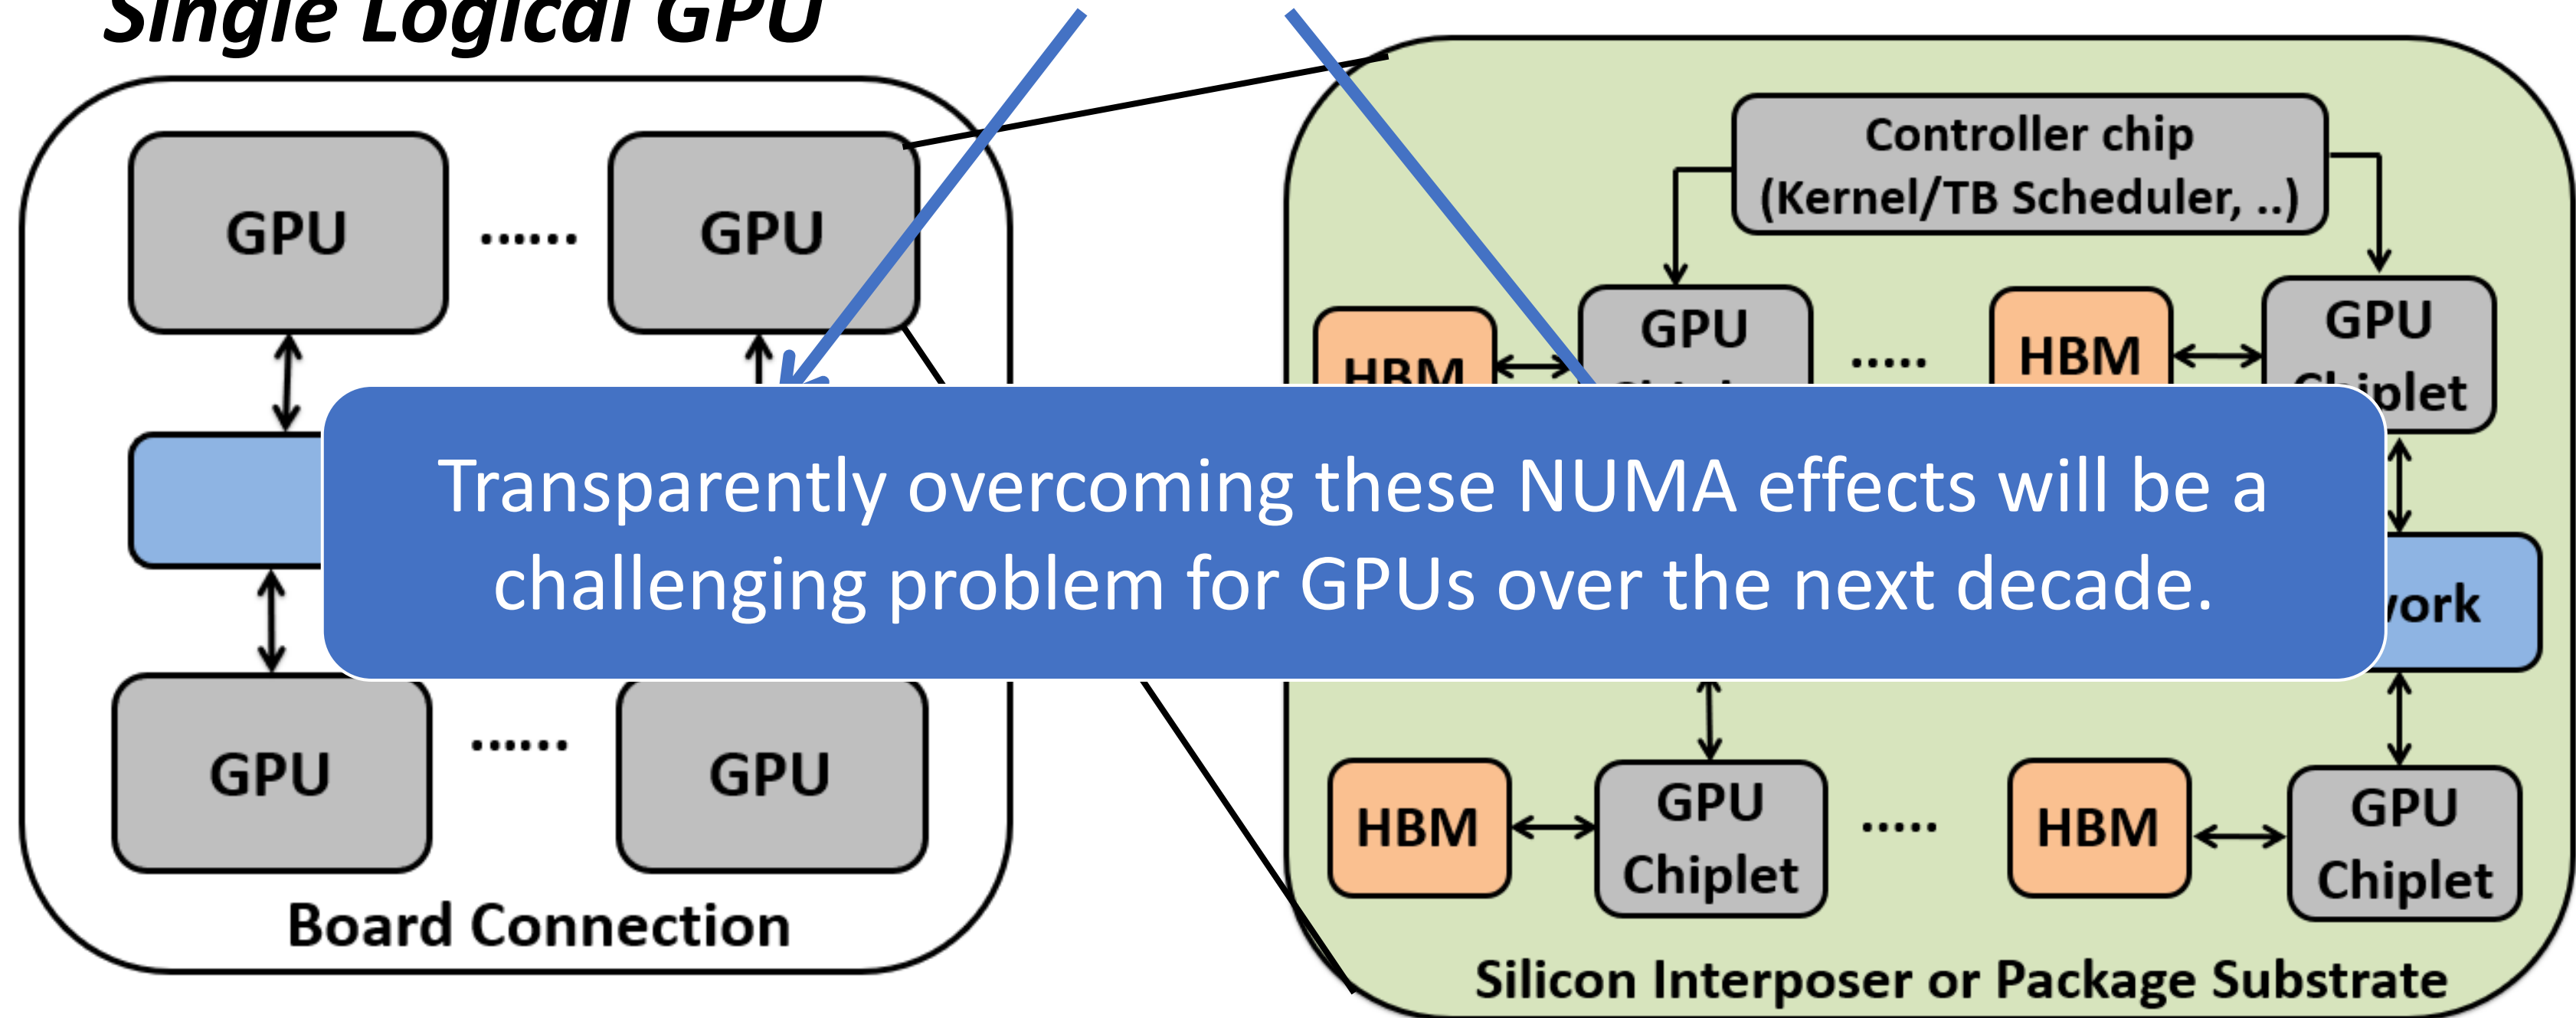 Single Logical GPU
Controller chip
(Kernel/TB Scheduler, ..)
GPU
......
GPU
GPU
HBM
.....
HBM
GPU
Chiplet
Transparently overcoming these NUMA effects will be a
challenging problem for GPUs over the next decade.
GPU
......
GPU
HBM
GPU
Chiplet
.....
HBM
GPU
Chiplet
Board Connection
Silicon Interposer or Package Substrate